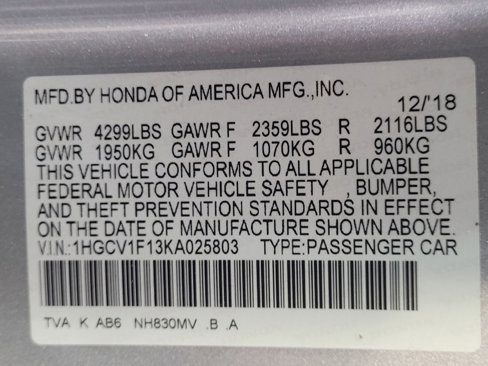 MFD.BY HONDA OF AMERICA MFG.,INC.
12/'18
GVWR 4299LBS GAWR F 2359LBS R 2116LBS
GVWR 1950KG GAWR F 1070KG R 960KG
THIS VEHICLE CONFORMS TO ALL APPLICABLE
FEDERAL MOTOR VEHICLE SAFETY , BUMPER,
AND THEFT PREVENTION STANDARDS IN EFFECT
ON THE DATE OF MANUFACTURE SHOWN ABOVE.
V.I.N.:1HGCV1F13KA025803 TYPE:PASSENGER CAR
TVA K AB6 NH830MV .B .A